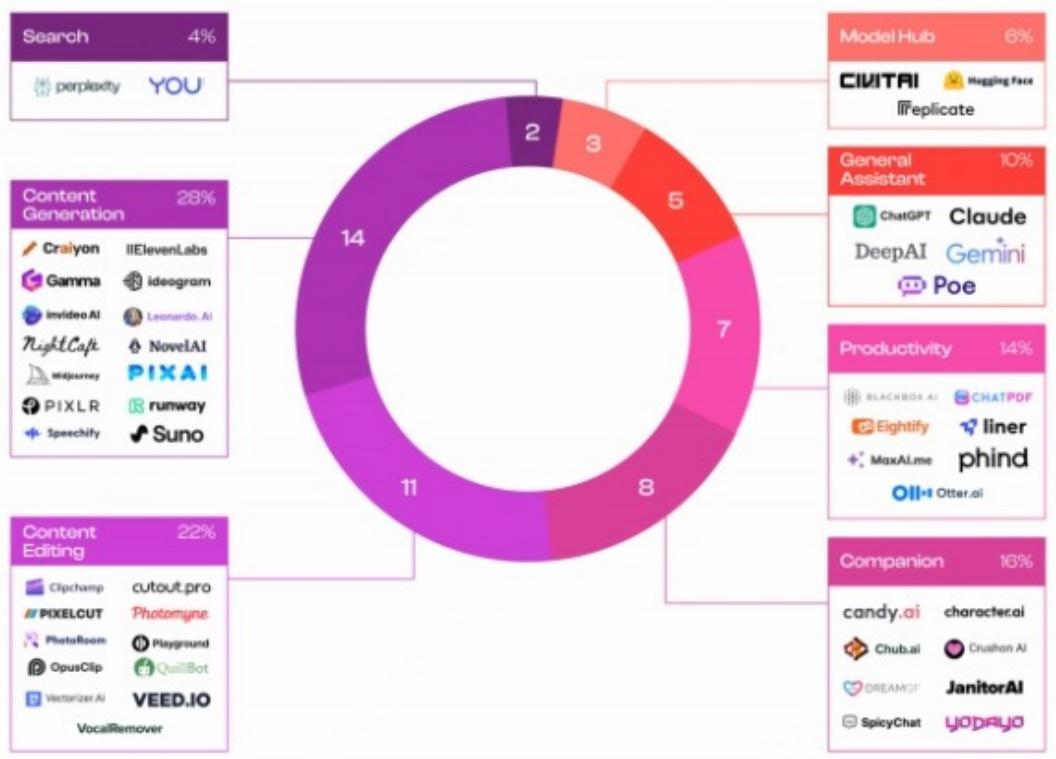 Search 4%
perplexity YOU
Content Generation 28%
Craiyon IIElevenLabs
Gamma ideogram
invideo AI Leonardo.Ai
NightCafe NovelAI
Midjourney PIXAI
PIXLR runway
Speechify Suno
Content Editing 22%
Clipchamp cutout.pro
PIXELCUT Photomyne
PhotoRoom Playground
OpusClip QuillBot
Vectorizer.AI VEED.IO
VocalRemover
2
3
5
14
7
11
8
Model Hub 6%
CIVITAI Hugging Face
replicate
General Assistant 10%
ChatGPT Claude
DeepAI Gemini
Poe
Productivity 14%
BLACKBOX AI CHATPDF
Eightify liner
MaxAI.me phind
Otter.ai
Companion 16%
candy.ai character.ai
Chub.ai Crushon AI
DREAMGF JanitorAI
SpicyChat YODAYO